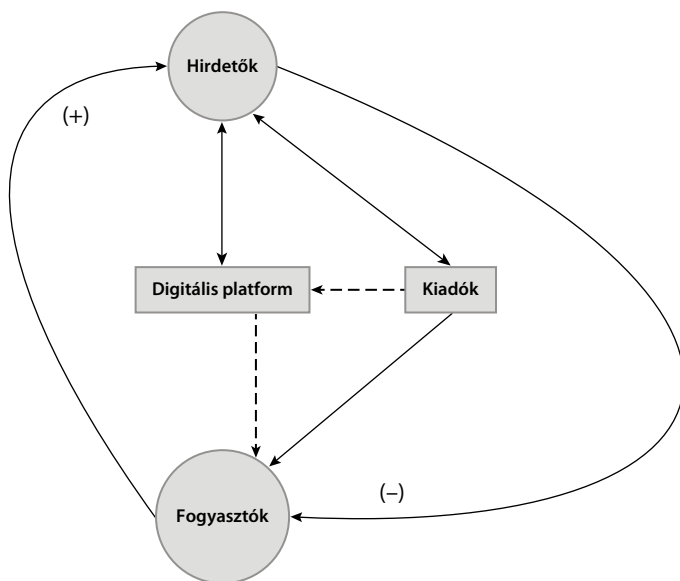 Hirdetők
(+)
Digitális platform
Kiadók
(–)
Fogyasztók